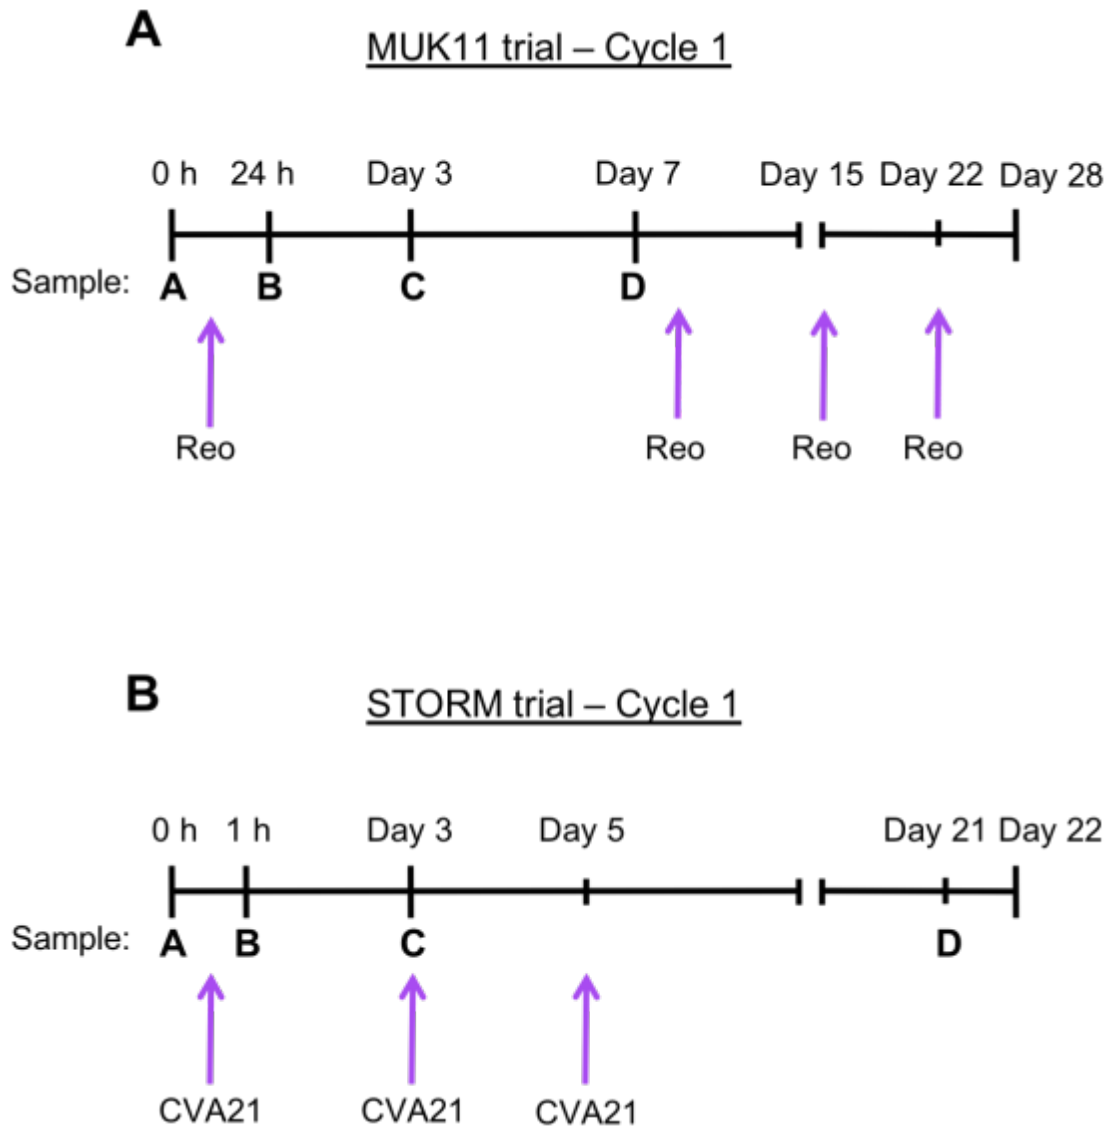 A
MUK11 trial – Cycle 1
0 h 24 h Day 3 Day 7 Day 15 Day 22 Day 28
Sample: A B C D
Reo Reo Reo Reo
B
STORM trial – Cycle 1
0 h 1 h Day 3 Day 5 Day 21 Day 22
Sample: A B C D
CVA21 CVA21 CVA21